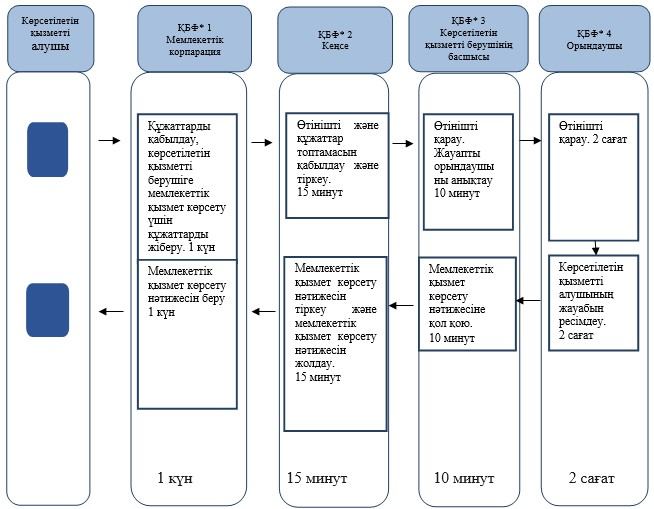 Көрсетілетін
қызметті
алушы
ҚБФ* 1
Мемлекеттік
корпарация
ҚБФ* 2
Кеңсе
ҚБФ* 3
Көрсетілетін
қызметті берушінің
басшысы
ҚБФ* 4
Орындаушы
Құжаттарды
қабылдау,
көрсетілетін
қызметті
берушіге
мемлекеттік
қызмет көрсету
үшін
құжаттарды
жіберу. 1 күн
Өтінішті және
құжаттар
топтамасын
қабылдау және
тіркеу.
15 минут
Өтінішті
қарау.
Жауапты
орындаушы
ны анықтау
10 минут
Өтінішті
қарау. 2 сағат
Мемлекеттік
қызмет көрсету
нәтижесін беру
1 күн
Мемлекеттік
қызмет көрсету
нәтижесін
тіркеу және
мемлекеттік
қызмет көрсету
нәтижесін
жолдау.
15 минут
Мемлекеттік
қызмет
көрсету
нәтижесіне
қол қою.
10 минут
Көрсетілетін
қызметті
алушының
жауабын
ресімдеу.
2 сағат
1 күн
15 минут
10 минут
2 сағат